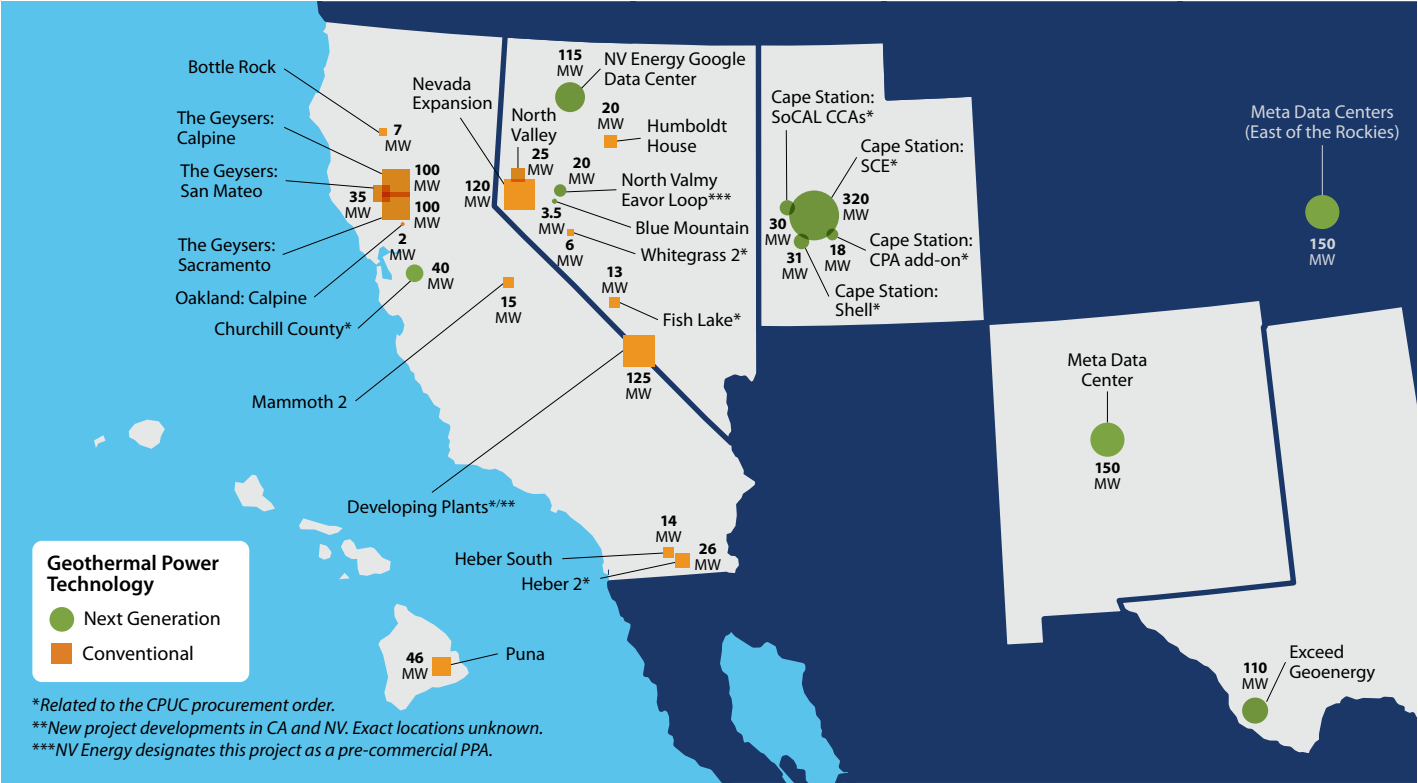 Bottle Rock
7
MW
The Geysers:
Calpine
100
MW
The Geysers:
San Mateo
35
MW
100
MW
The Geysers:
Sacramento
2
MW
Oakland: Calpine
40
MW
Churchill County*
15
MW
Mammoth 2
Nevada
Expansion
120
MW
North
Valley
25
MW
115
MW
NV Energy Google
Data Center
20
MW
Humboldt
House
20
MW
North Valmy
Eavor Loop***
3.5
MW
Blue Mountain
6
MW
Whitegrass 2*
13
MW
Fish Lake*
125
MW
Developing Plants*/**
14
MW
Heber South
26
MW
Heber 2*
Cape Station:
SoCAL CCAs*
30
MW
Cape Station:
SCE*
320
MW
18
MW
Cape Station:
CPA add-on*
31
MW
Cape Station:
Shell*
Meta Data Centers
(East of the Rockies)
150
MW
Meta Data
Center
150
MW
Exceed
Geoenergy
110
MW
46
MW
Puna
Geothermal Power
Technology
Next Generation
Conventional
*Related to the CPUC procurement order.
**New project developments in CA and NV. Exact locations unknown.
***NV Energy designates this project as a pre-commercial PPA.